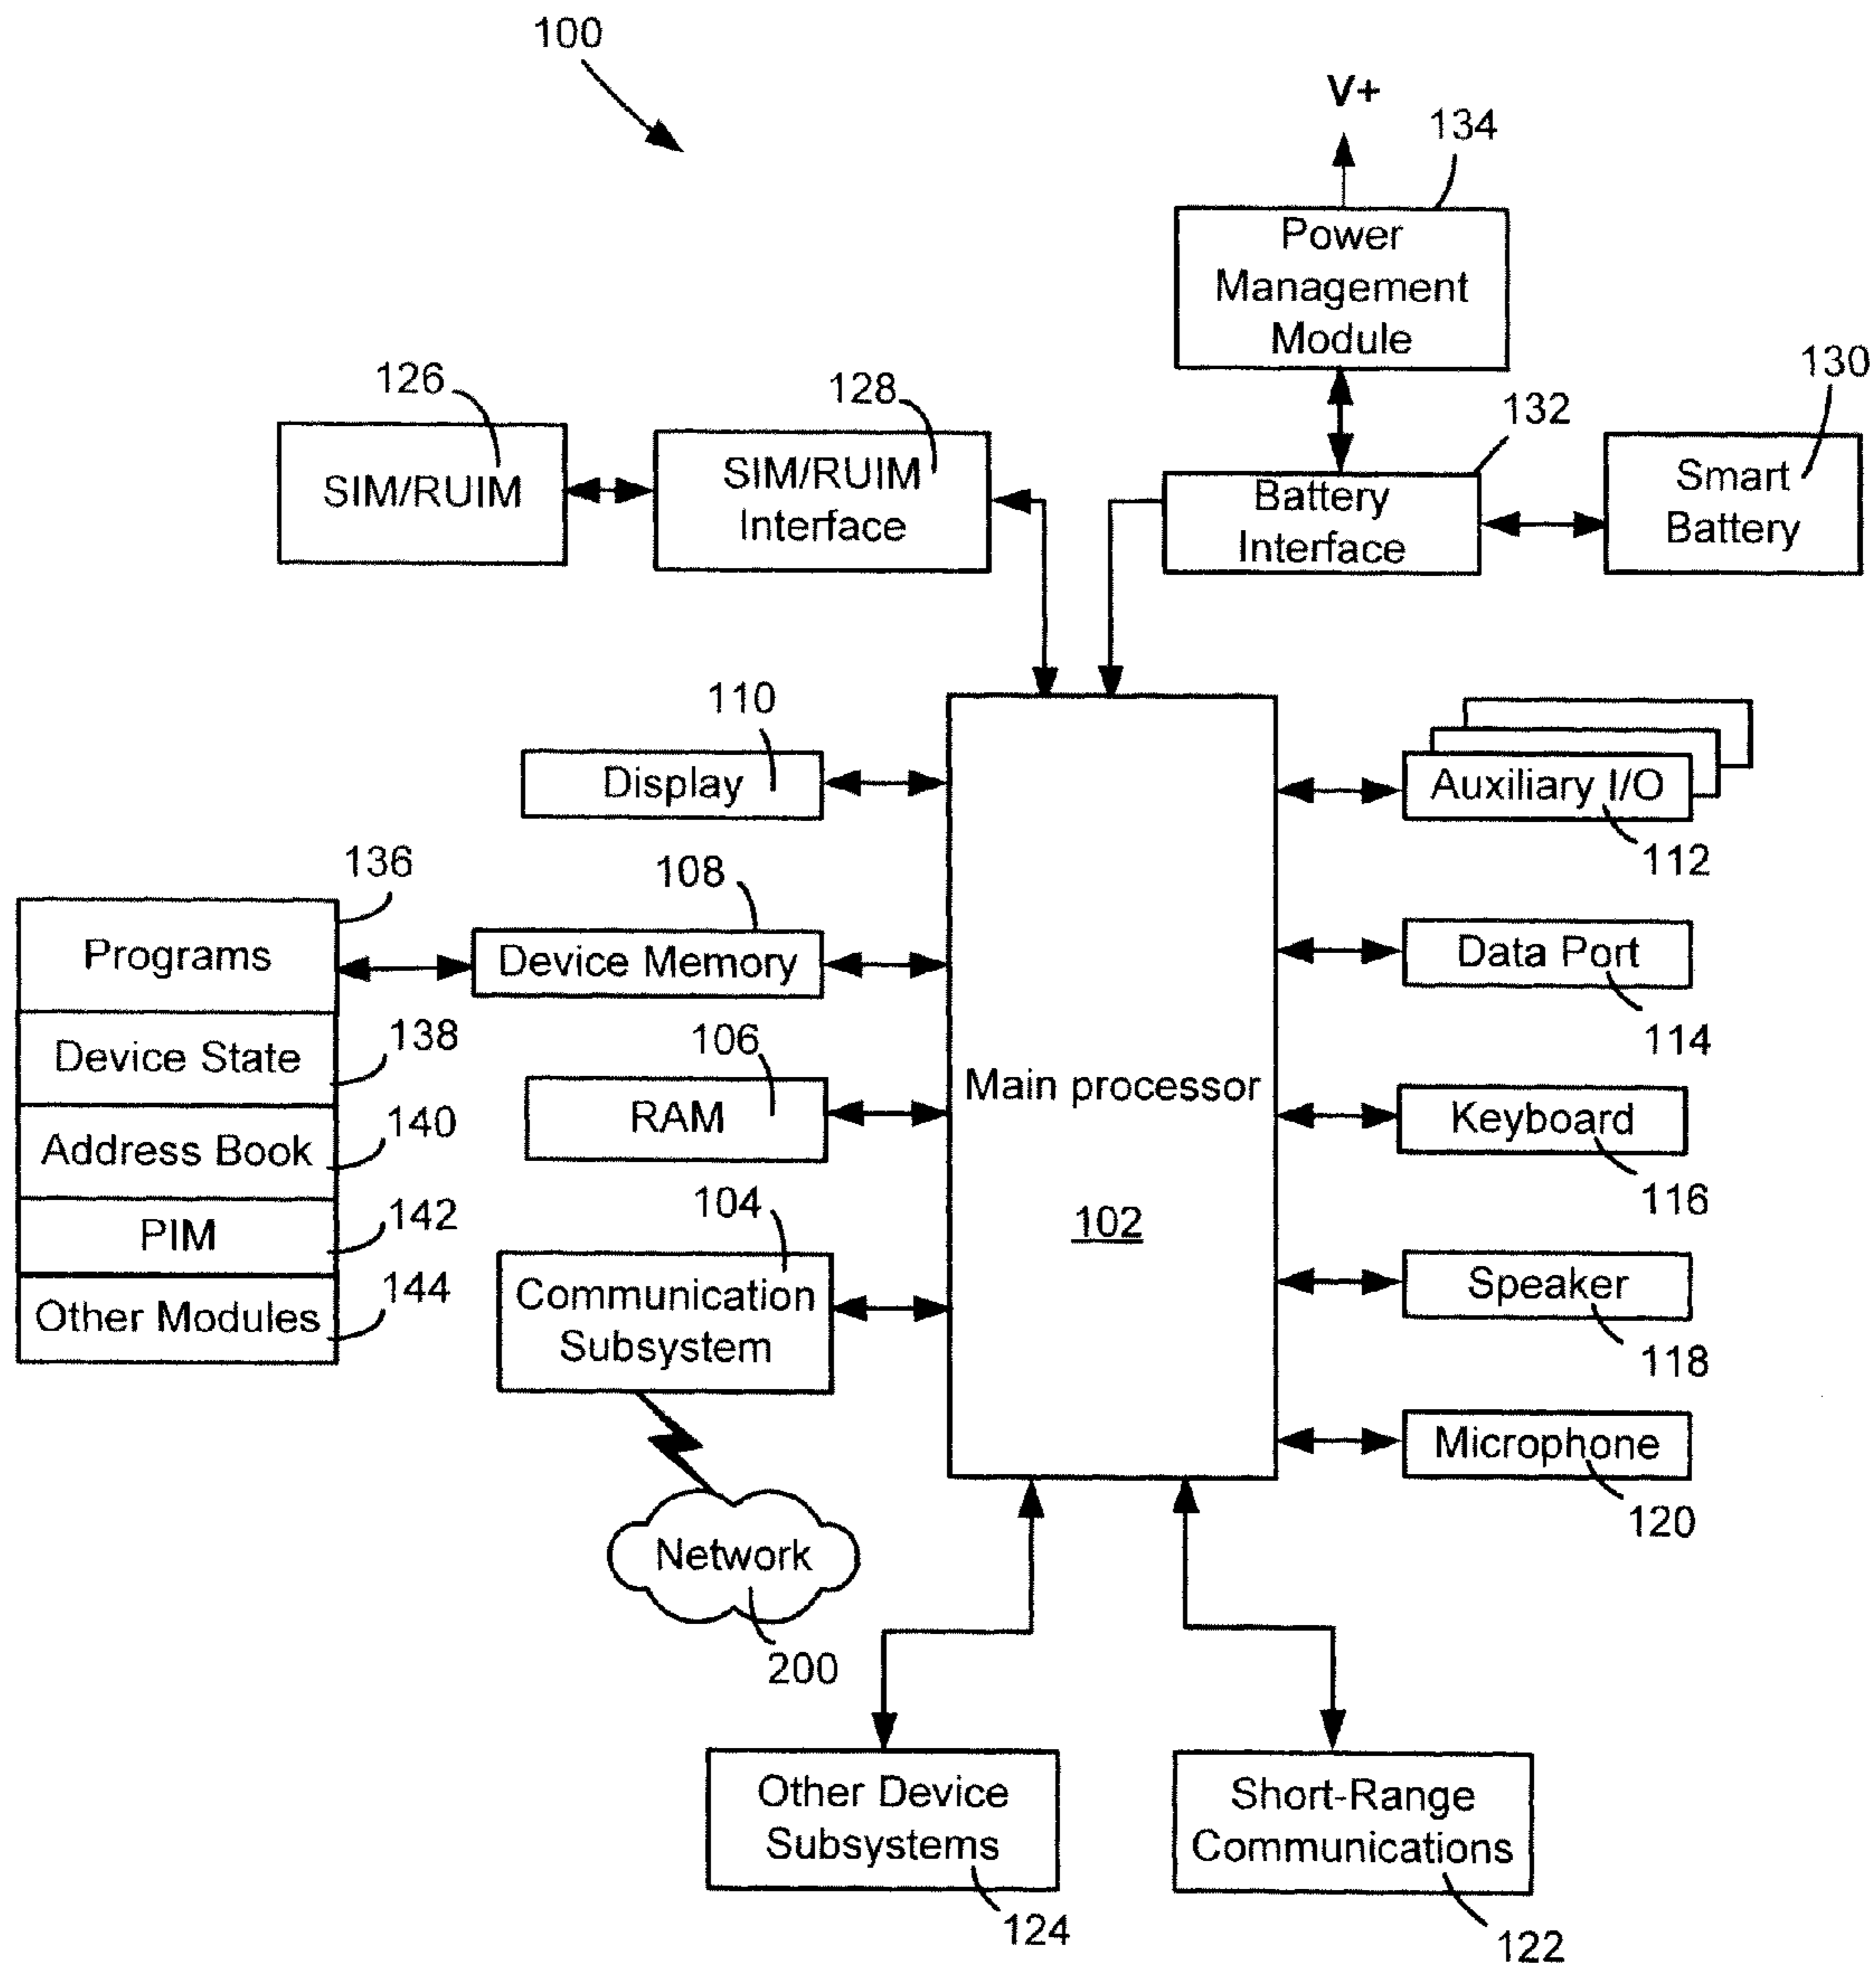 100
V+
134
Power
Management
Module
126
128
132
130
SIM/RUIM
SIM/RUIM
Interface
Battery
Interface
Smart
Battery
110
Display
Auxiliary I/O
112
136
108
Programs
Device Memory
Data Port
114
Device State
138
106
RAM
Main processor
102
Keyboard
116
Address Book
140
PIM
142
104
Communication
Subsystem
Speaker
118
Other Modules
144
Microphone
120
Network
200
Other Device
Subsystems
124
Short-Range
Communications
122